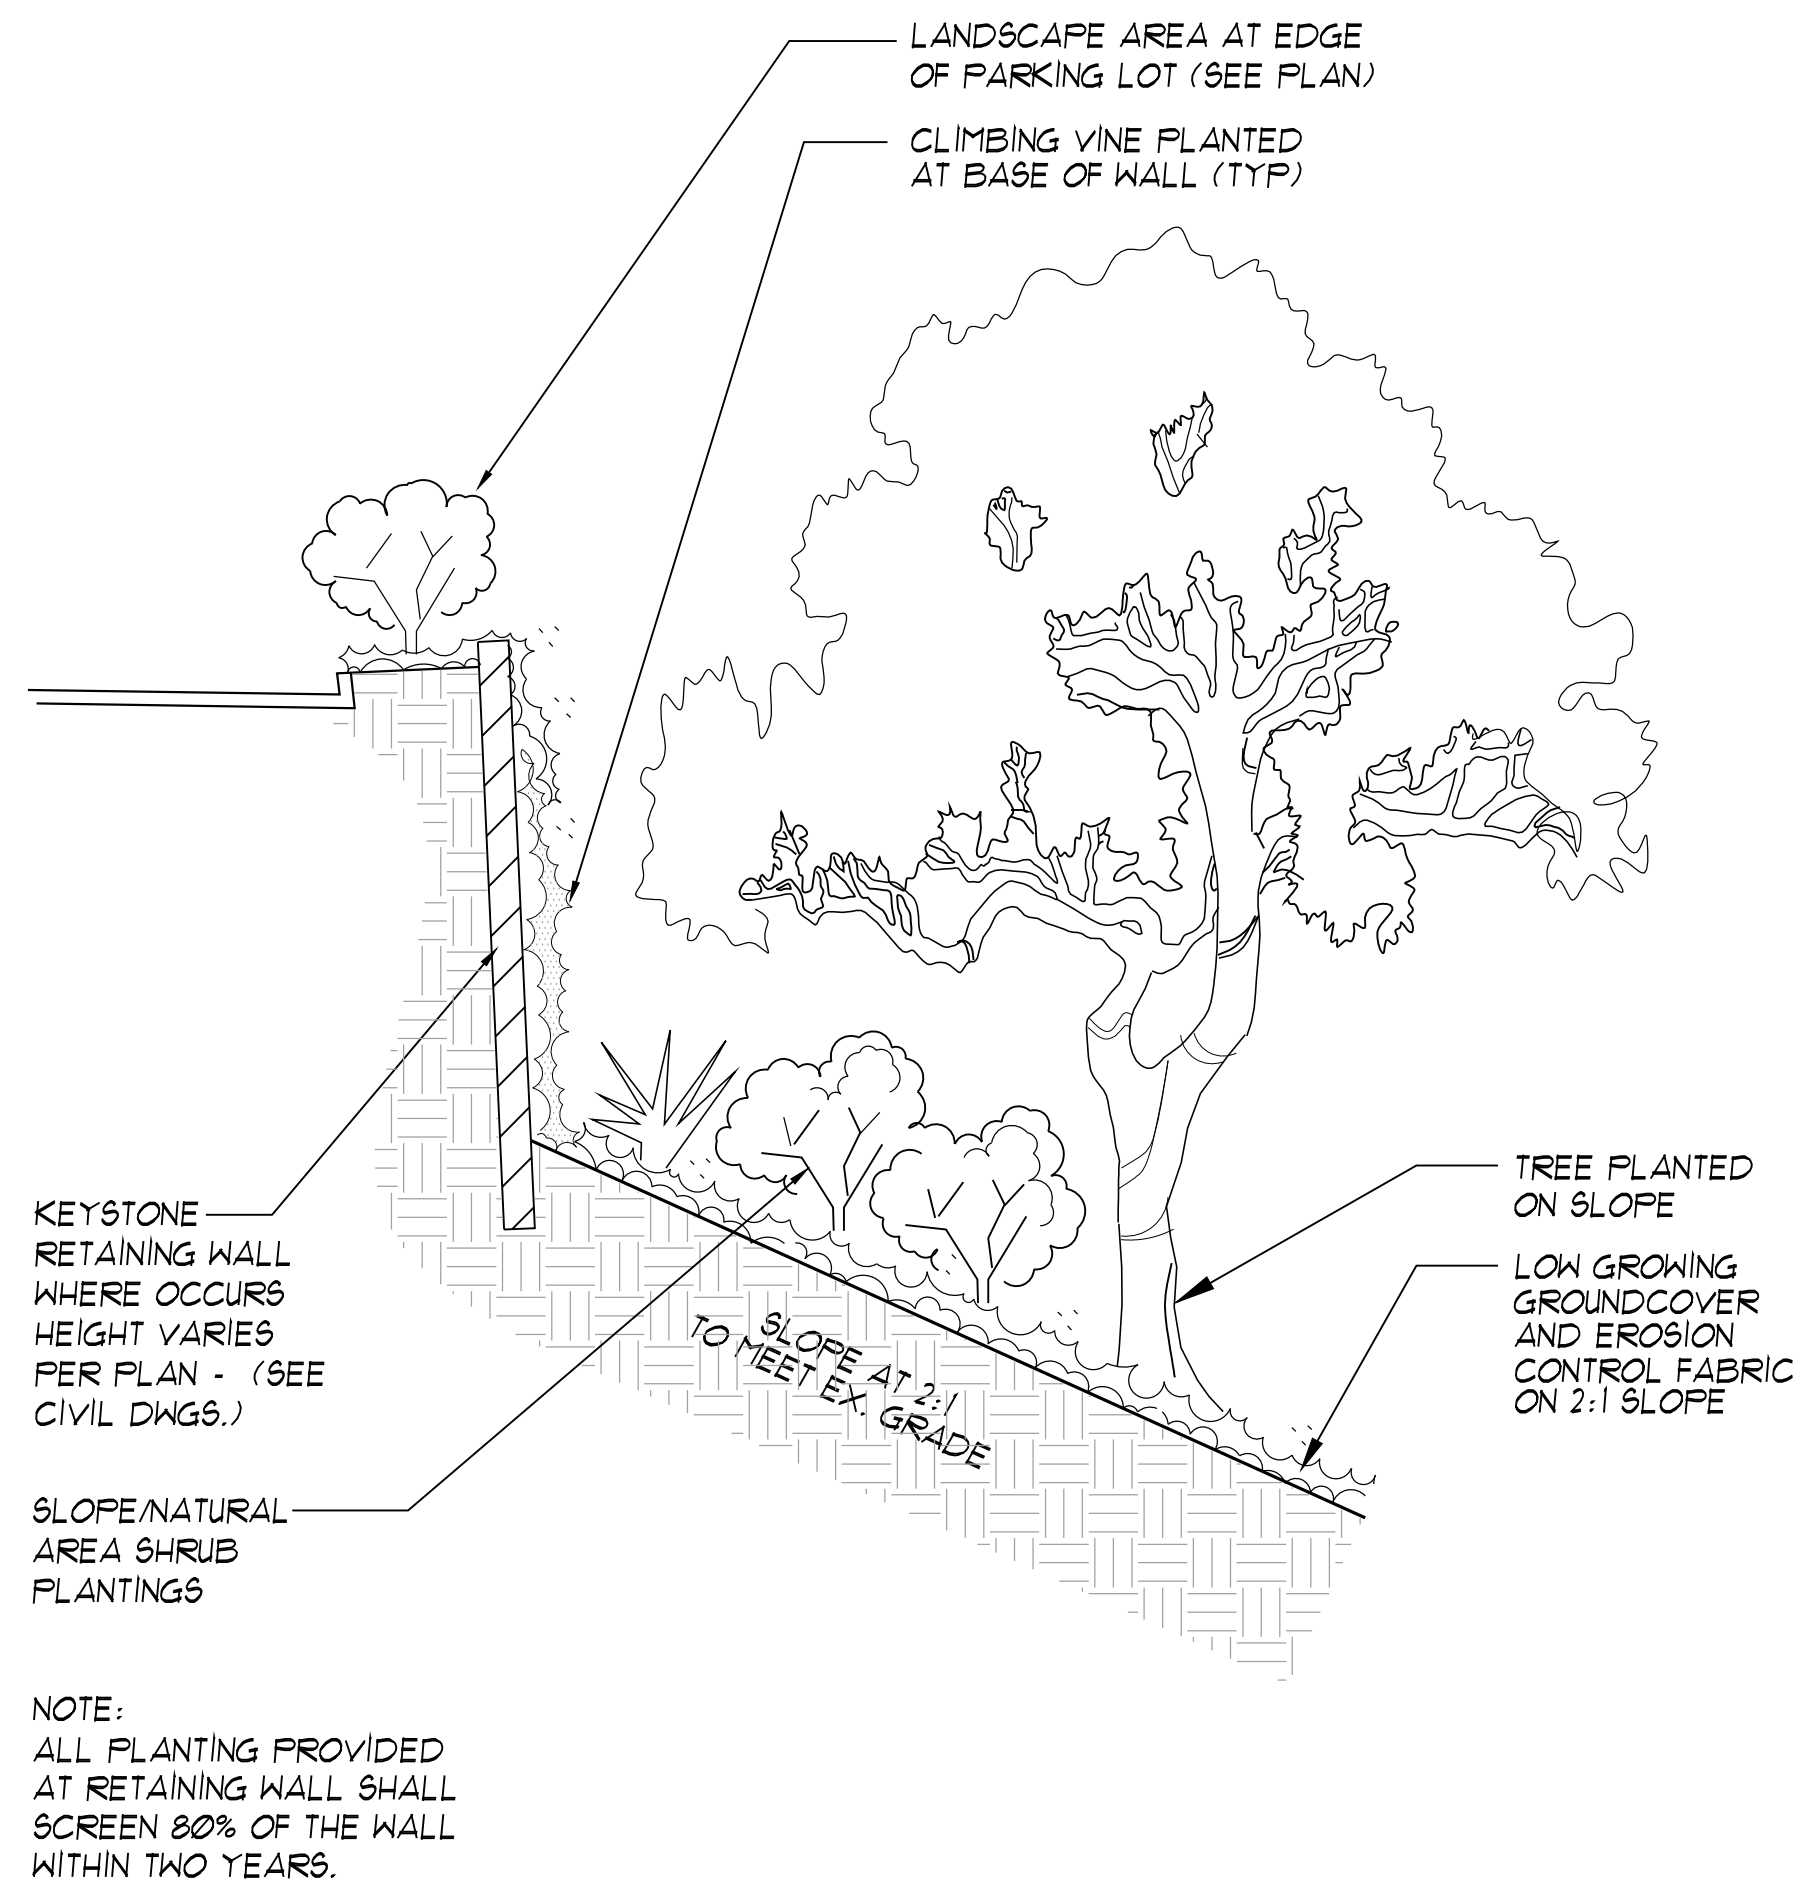 LANDSCAPE AREA AT EDGE
OF PARKING LOT (SEE PLAN)
CLIMBING VINE PLANTED
AT BASE OF WALL (TYP)
KEYSTONE
RETAINING WALL
WHERE OCCURS
HEIGHT VARIES
PER PLAN - (SEE
CIVIL DWGS.)
TREE PLANTED
ON SLOPE
LOW GROWING
GROUNDCOVER
AND EROSION
CONTROL FABRIC
ON 2:1 SLOPE
SLOPE AT 2:1
TO MEET EX. GRADE
SLOPE/NATURAL
AREA SHRUB
PLANTINGS
NOTE:
ALL PLANTING PROVIDED
AT RETAINING WALL SHALL
SCREEN 80% OF THE WALL
WITHIN TWO YEARS.